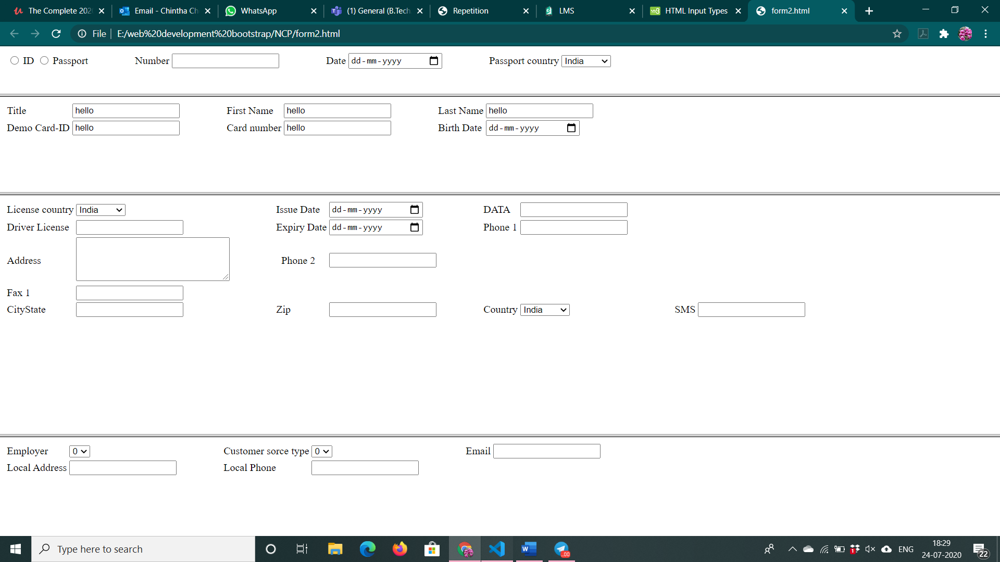 The Complete 202
Email - Chintha Ch
WhatsApp
(1) General (B.Tech
Repetition
LMS
HTML Input Types
form2.html
File E:/web%20development%20bootstrap/NCP/form2.html
ID Passport Number Date dd-mm-yyyy Passport country India
Title hello First Name hello Last Name hello
Demo Card-ID hello Card number hello Birth Date dd-mm-yyyy
License country India Issue Date dd-mm-yyyy DATA
Driver License Expiry Date dd-mm-yyyy Phone 1
Address Phone 2
Fax 1
CityState Zip Country India SMS
Employer 0 Customer sorce type 0 Email
Local Address Local Phone
Type here to search
ENG
18:29
24-07-2020
22